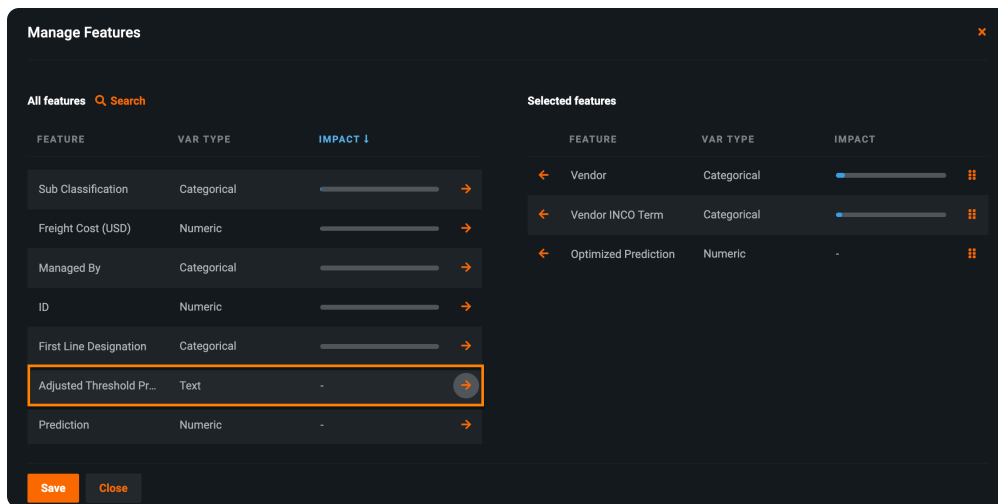 Manage Features
All features Search
FEATURE VAR TYPE IMPACT ↓
Sub Classification Categorical
Freight Cost (USD) Numeric
Managed By Categorical
ID Numeric
First Line Designation Categorical
Adjusted Threshold Pr... Text -
Prediction Numeric -
Selected features
FEATURE VAR TYPE IMPACT
Vendor Categorical
Vendor INCO Term Categorical
Optimized Prediction Numeric -
Save Close